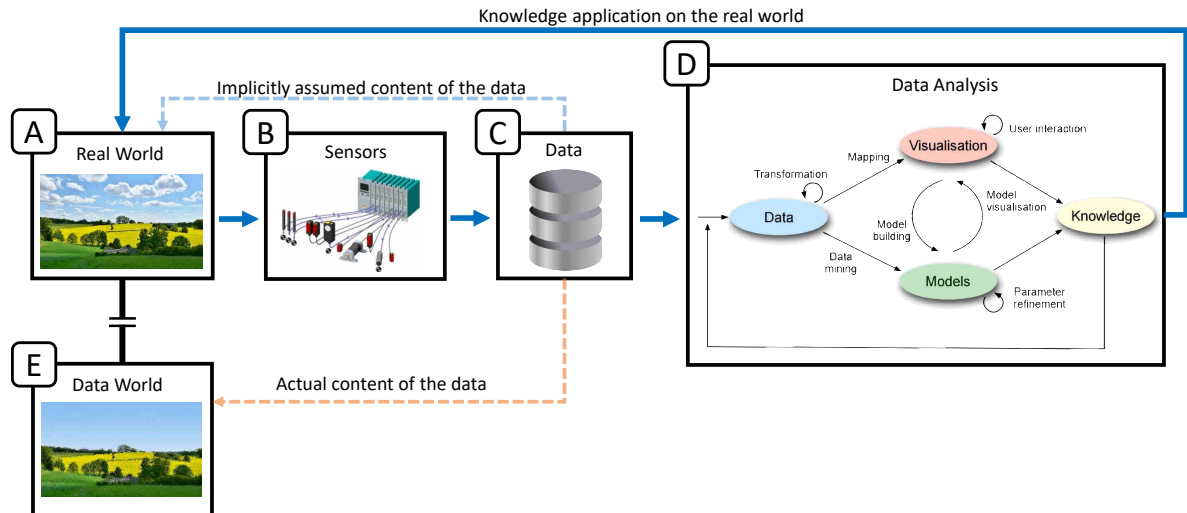 Knowledge application on the real world
Implicitly assumed content of the data
A
Real World
B
Sensors
C
Data
D
Data Analysis
Visualisation
User interaction
Mapping
Transformation
Data
Model
visualisation
Model
building
Knowledge
Data
mining
Models
Parameter
refinement
E
Data World
Actual content of the data